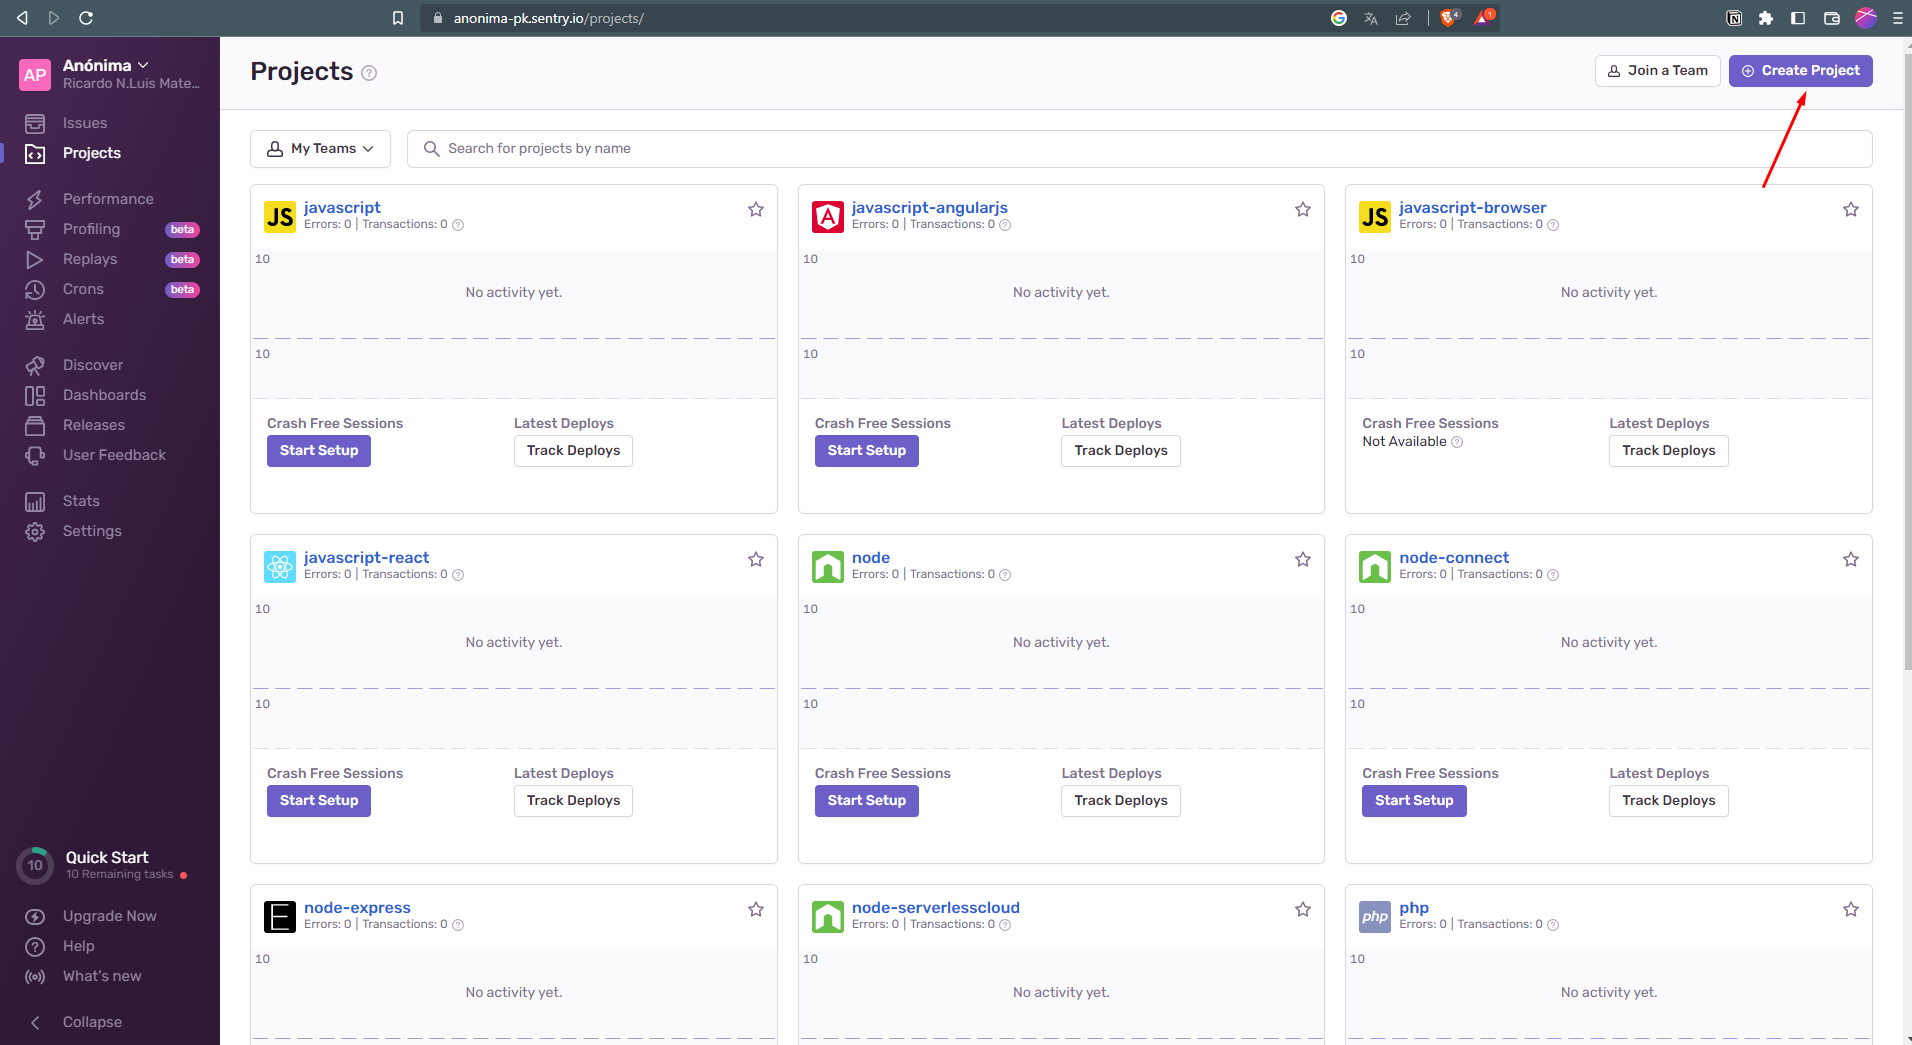 anonima-pk.sentry.io/projects/
4
1
AP
Anónima
Ricardo N.Luis Mate...
Issues
Projects
Performance
Profiling beta
Replays beta
Crons beta
Alerts
Discover
Dashboards
Releases
User Feedback
Stats
Settings
10
Quick Start
10 Remaining tasks
Upgrade Now
Help
What's new
Collapse
Projects
Join a Team
Create Project
My Teams
Search for projects by name
JS
javascript
Errors: 0 | Transactions: 0
10
No activity yet.
10
Crash Free Sessions
Start Setup
Latest Deploys
Track Deploys
A
javascript-angularjs
Errors: 0 | Transactions: 0
10
No activity yet.
10
Crash Free Sessions
Start Setup
Latest Deploys
Track Deploys
JS
javascript-browser
Errors: 0 | Transactions: 0
10
No activity yet.
10
Crash Free Sessions
Not Available
Latest Deploys
Track Deploys
javascript-react
Errors: 0 | Transactions: 0
10
No activity yet.
10
Crash Free Sessions
Start Setup
Latest Deploys
Track Deploys
node
Errors: 0 | Transactions: 0
10
No activity yet.
10
Crash Free Sessions
Start Setup
Latest Deploys
Track Deploys
node-connect
Errors: 0 | Transactions: 0
10
No activity yet.
10
Crash Free Sessions
Start Setup
Latest Deploys
Track Deploys
E
node-express
Errors: 0 | Transactions: 0
10
No activity yet.
node-serverlesscloud
Errors: 0 | Transactions: 0
10
No activity yet.
php
php
Errors: 0 | Transactions: 0
10
No activity yet.